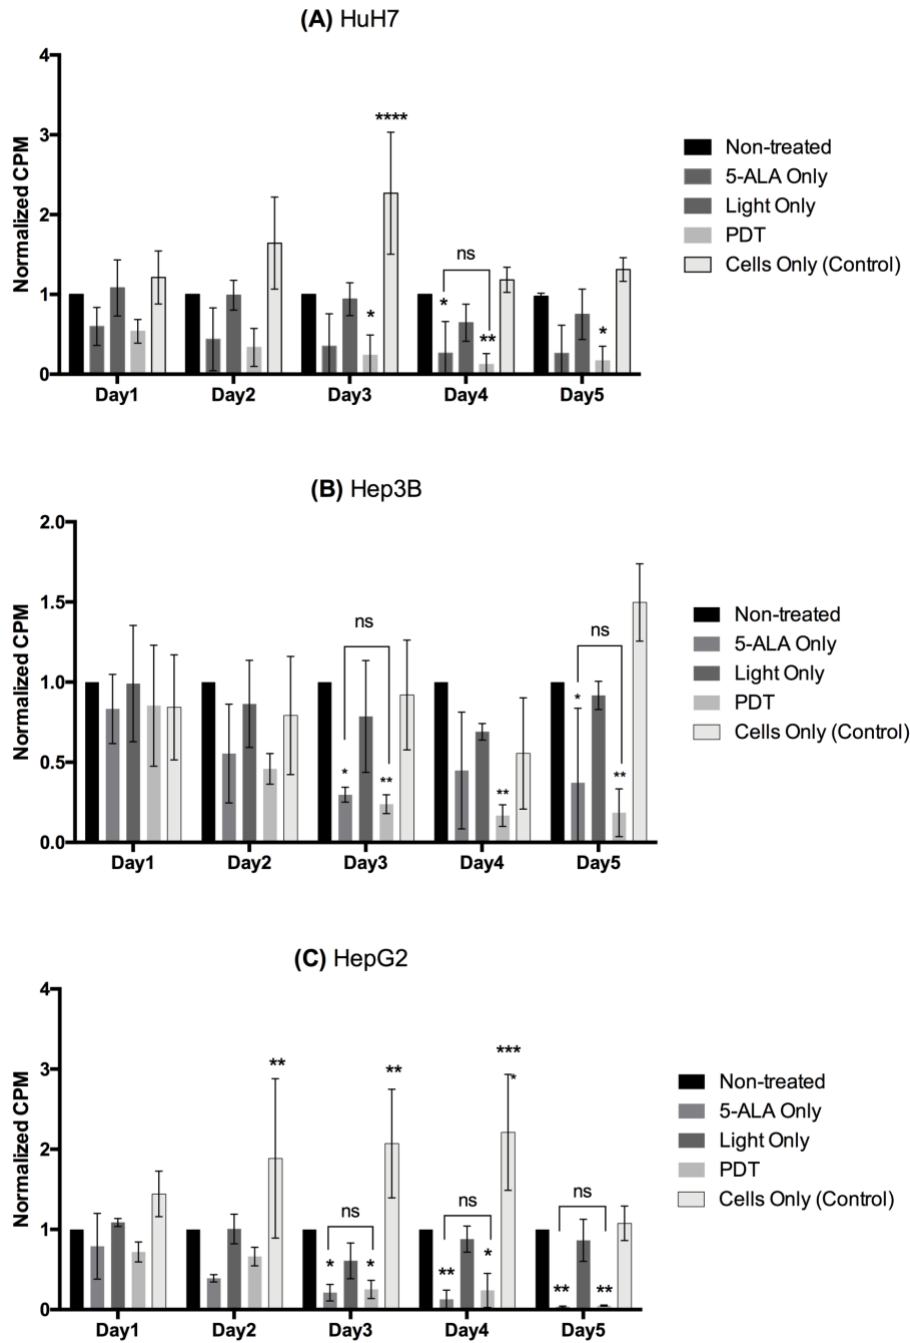 (A) HuH7
Normalized CPM
4
3
2
1
0
****
*
ns
*
**
*
Day1 Day2 Day3 Day4 Day5
Non-treated
5-ALA Only
Light Only
PDT
Cells Only (Control)
(B) Hep3B
Normalized CPM
2.0
1.5
1.0
0.5
0.0
ns
*
**
**
ns
*
**
Day1 Day2 Day3 Day4 Day5
Non-treated
5-ALA Only
Light Only
PDT
Cells Only (Control)
(C) HepG2
Normalized CPM
4
3
2
1
0
**
**
***
*
ns
*
*
ns
**
*
ns
**
**
Day1 Day2 Day3 Day4 Day5
Non-treated
5-ALA Only
Light Only
PDT
Cells Only (Control)